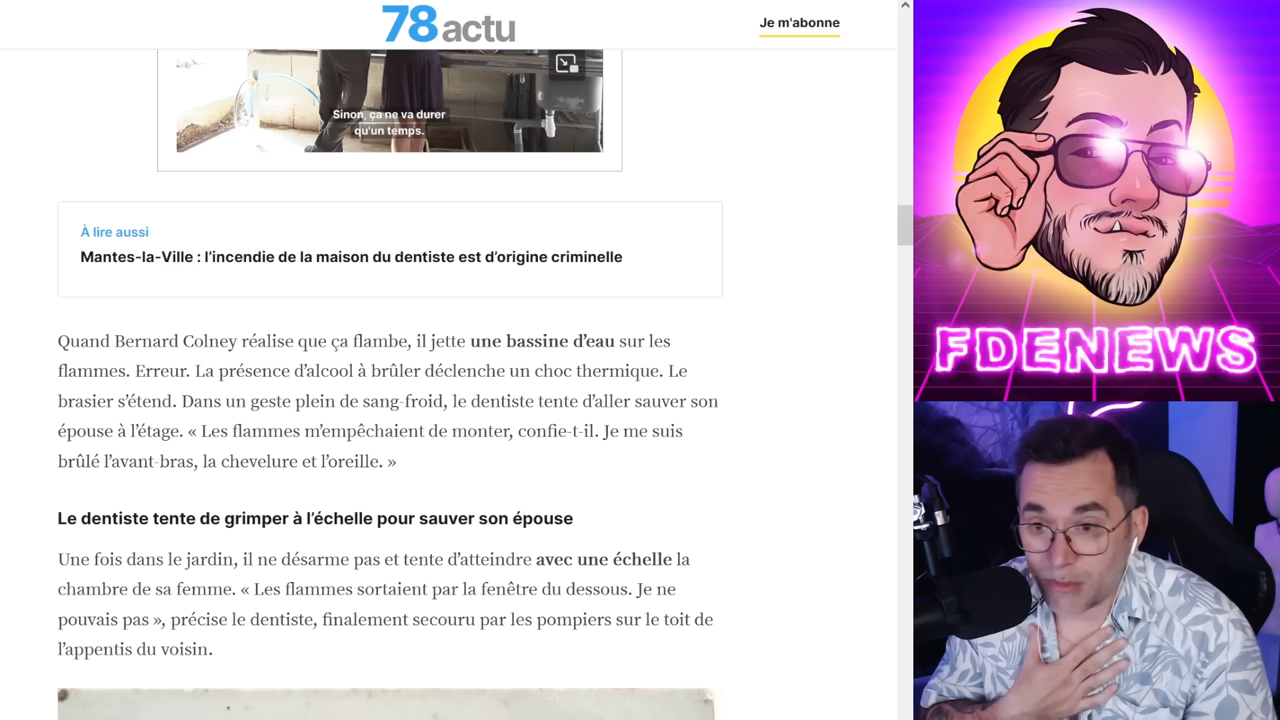 78 actu
Je m'abonne
Sinon, ça ne va durer
qu'un temps.
À lire aussi
Mantes-la-Ville : l’incendie de la maison du dentiste est d’origine criminelle
Quand Bernard Colney réalise que ça flambe, il jette une bassine d’eau sur les
flammes. Erreur. La présence d’alcool à brûler déclenche un choc thermique. Le
brasier s’étend. Dans un geste plein de sang-froid, le dentiste tente d’aller sauver son
épouse à l’étage. « Les flammes m’empêchaient de monter, confie-t-il. Je me suis
brûlé l’avant-bras, la chevelure et l’oreille. »
Le dentiste tente de grimper à l’échelle pour sauver son épouse
Une fois dans le jardin, il ne désarme pas et tente d’atteindre avec une échelle la
chambre de sa femme. « Les flammes sortaient par la fenêtre du dessous. Je ne
pouvais pas », précise le dentiste, finalement secouru par les pompiers sur le toit de
l’appentis du voisin.
FDENEWS